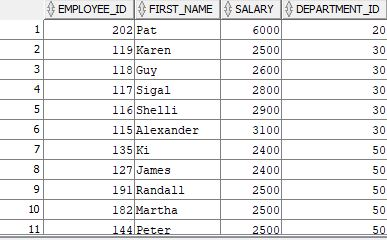 EMPLOYEE_ID FIRST_NAME SALARY DEPARTMENT_ID
1 202 Pat 6000 20
2 119 Karen 2500 30
3 118 Guy 2600 30
4 117 Sigal 2800 30
5 116 Shelli 2900 30
6 115 Alexander 3100 30
7 135 Ki 2400 50
8 127 James 2400 50
9 191 Randall 2500 50
10 182 Martha 2500 50
11 144 Peter 2500 50